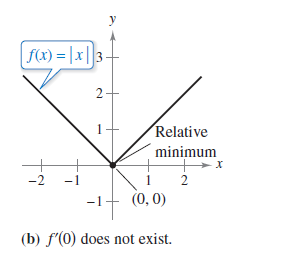 y
f(x) = |x|
3
2
1
Relative
minimum
x
-2 -1 1 2
-1
(0, 0)
(b) f′(0) does not exist.